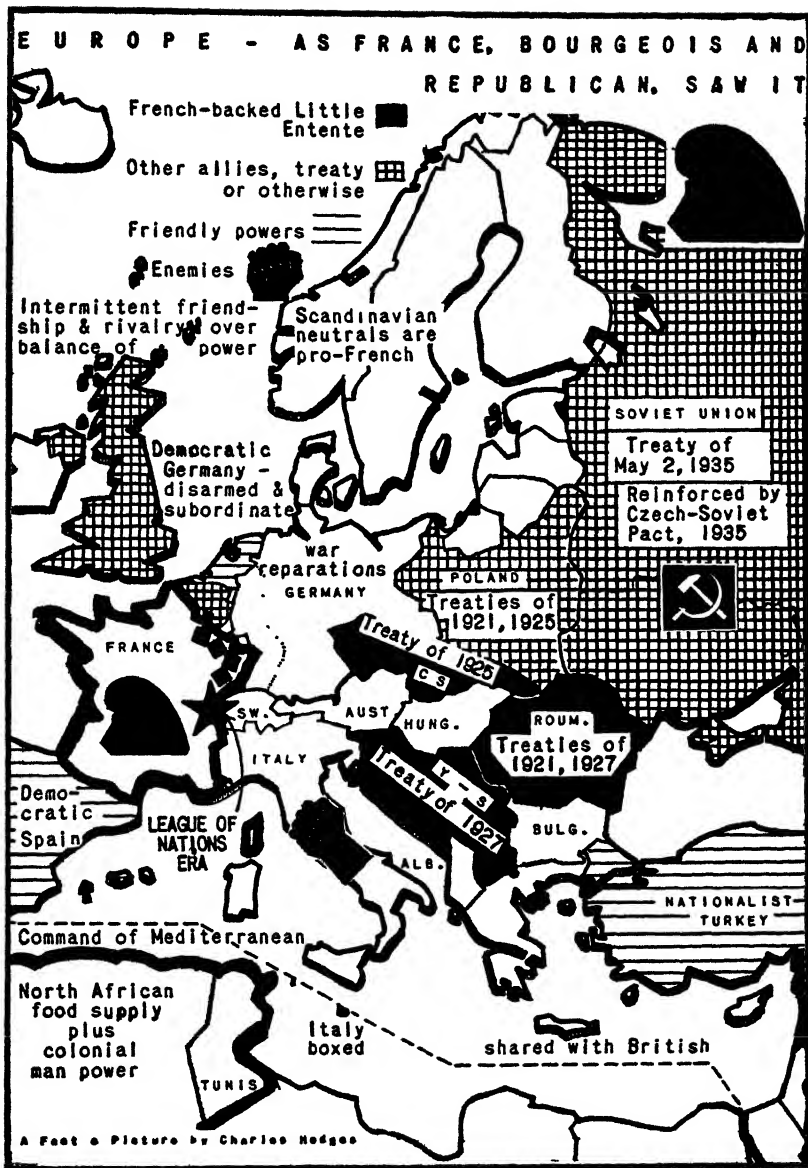 EUROPE - AS FRANCE, BOURGEOIS AND
REPUBLICAN, SAW IT
French-backed Little
Entente
Other allies, treaty
or otherwise
Friendly powers
Enemies
Intermittent friend-
ship & rivalry over
balance of power
Scandinavian
neutrals are
pro-French
SOVIET UNION
Treaty of
May 2, 1935
Reinforced by
Czech-Soviet
Pact, 1935
Democratic
Germany -
disarmed &
subordinate
war
reparations
GERMANY
POLAND
Treaties of
1921, 1925
FRANCE
Treaty of 1925
C S
SW.
AUST.
HUNG.
ROUM.
Treaties of
1921, 1927
ITALY
Y - S
Treaty of 1927
Demo-
cratic
Spain
LEAGUE OF
NATIONS
ERA
BULG.
ALB.
NATIONALIST
TURKEY
Command of Mediterranean
North African
food supply
plus
colonial
man power
Italy
boxed
shared with British
TUNIS
A Fact a Picture by Charles Hodges